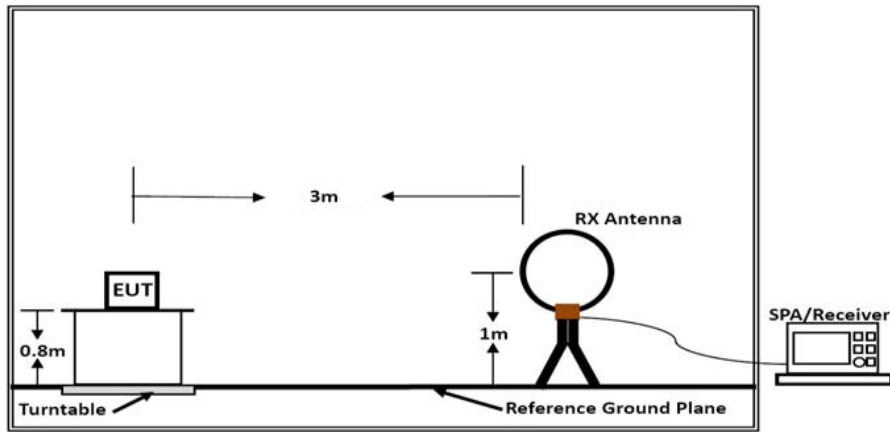 3m
RX Antenna
EUT
SPA/Receiver
1m
0.8m
Turntable
Reference Ground Plane